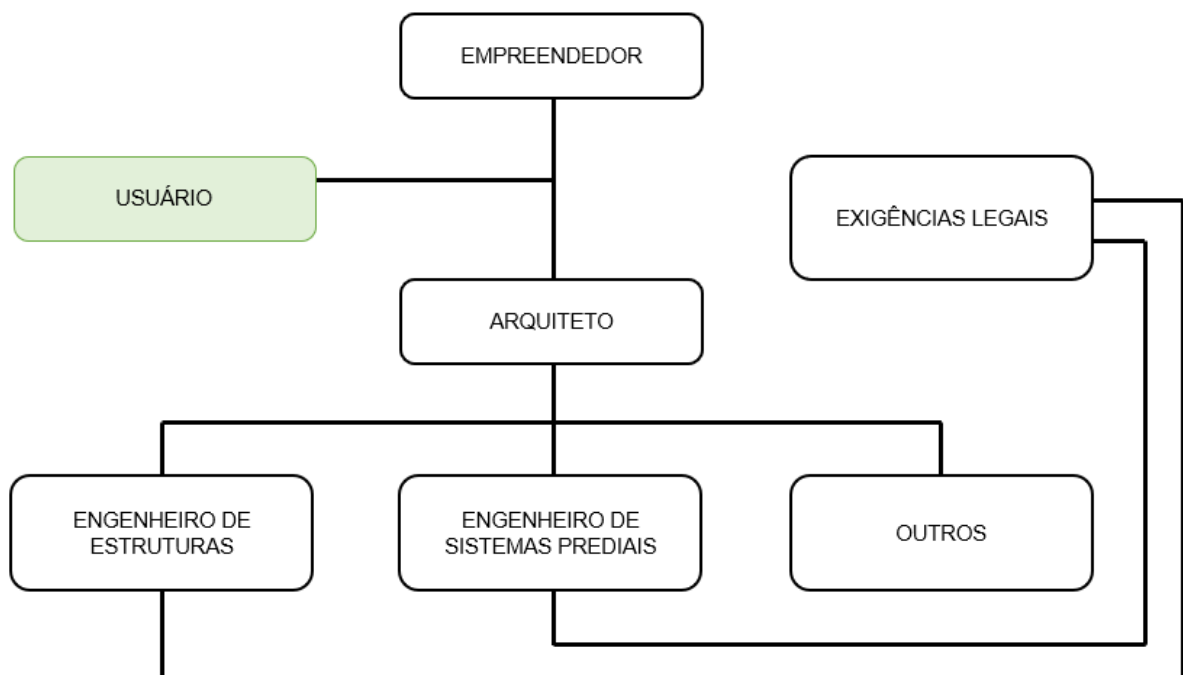 EMPREENDEDOR
USUÁRIO
EXIGÊNCIAS LEGAIS
ARQUITETO
ENGENHEIRO DE
ESTRUTURAS
ENGENHEIRO DE
SISTEMAS PREDIAIS
OUTROS